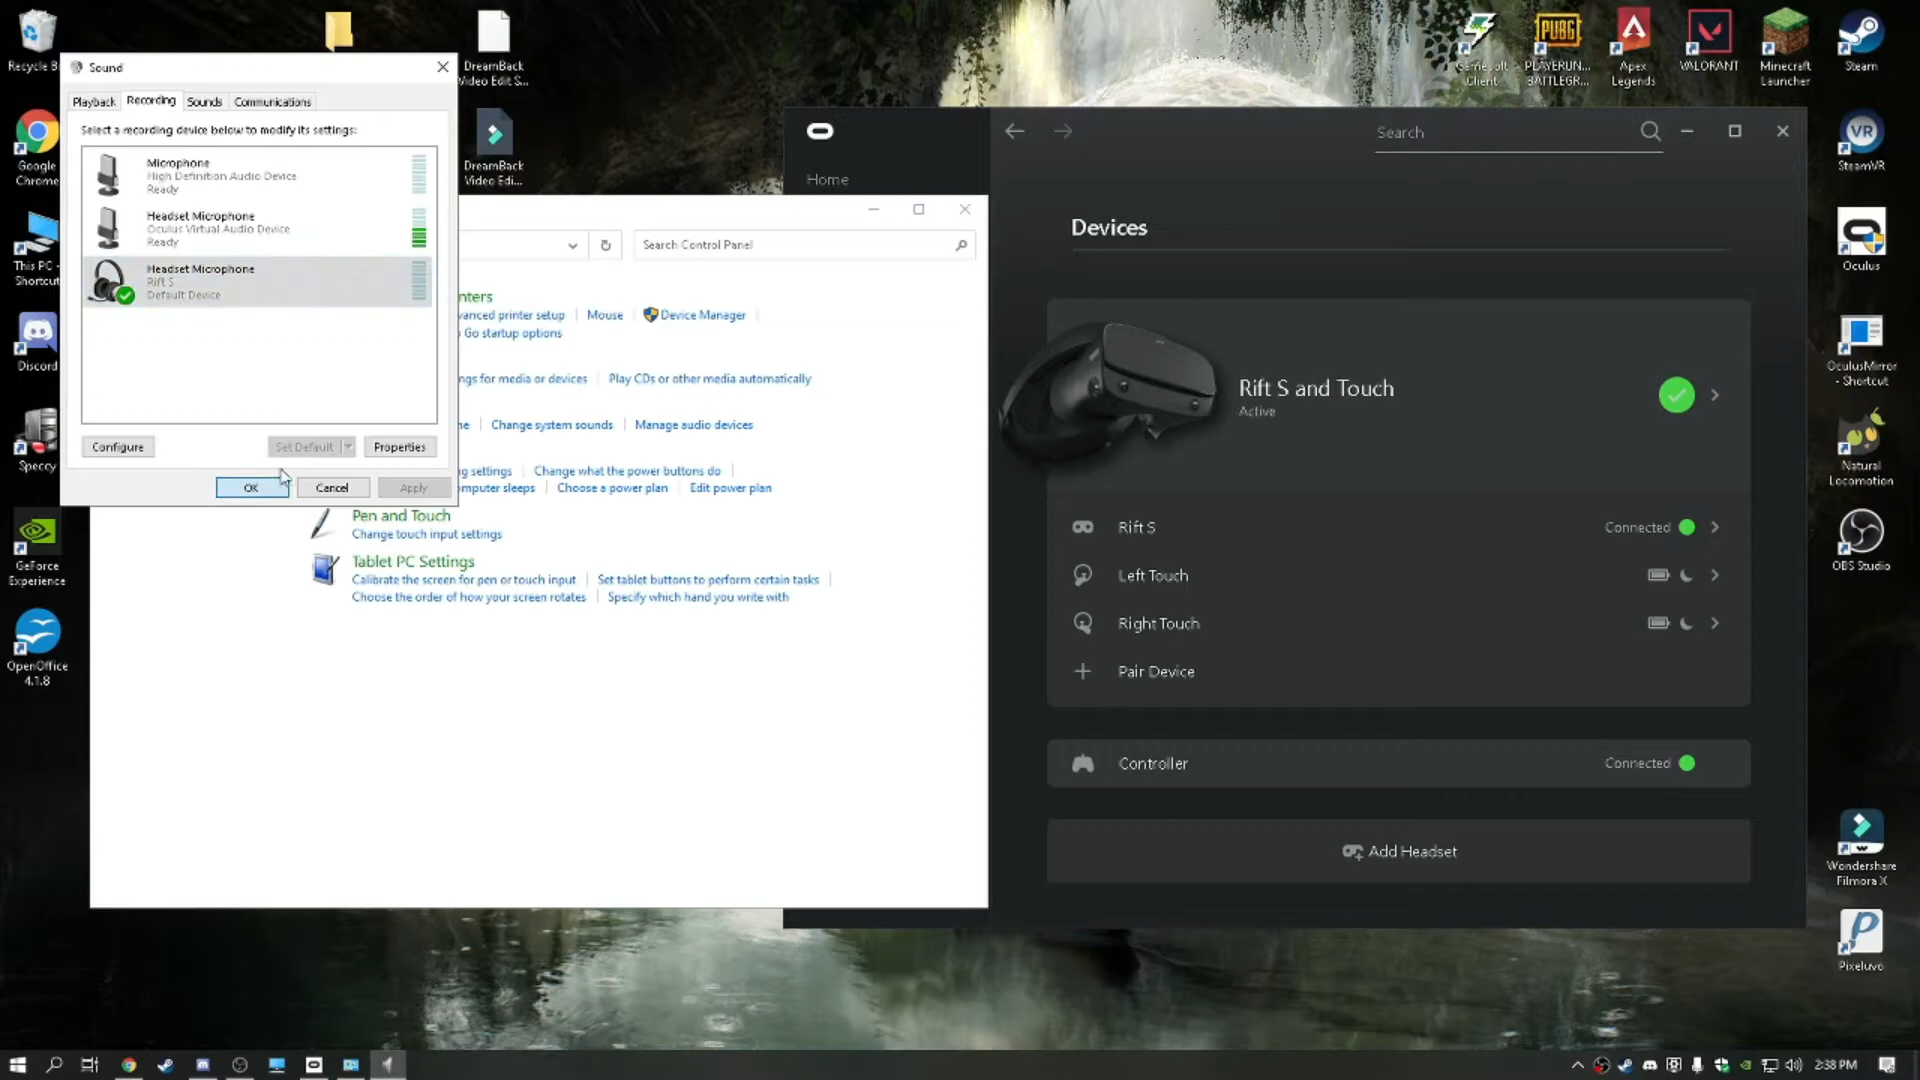 Recycle B
DreamBack
Video Edit S...
GameLoft
Client
PLAYERUN...
BATTLEGR...
Apex
Legends
VALORANT
Minecraft
Launcher
Steam
Sound
Playback
Recording
Sounds
Communications
Select a recording device below to modify its settings:
Microphone
High Definition Audio Device
Ready
Headset Microphone
Oculus Virtual Audio Device
Ready
Headset Microphone
Rift S
Default Device
Configure
Set Default
Properties
OK
Cancel
Apply
Google
Chrome
This PC -
Shortcut
Discord
Speccy
GeForce
Experience
OpenOffice
4.1.8
DreamBack
Video Edi...
Search Control Panel
nters
vanced printer setup
Mouse
Device Manager
Go startup options
ngs for media or devices
Play CDs or other media automatically
ne
Change system sounds
Manage audio devices
ng settings
Change what the power buttons do
mputer sleeps
Choose a power plan
Edit power plan
Pen and Touch
Change touch input settings
Tablet PC Settings
Calibrate the screen for pen or touch input
Set tablet buttons to perform certain tasks
Choose the order of how your screen rotates
Specify which hand you write with
Home
Search
Devices
Rift S and Touch
Active
Rift S
Connected
Left Touch
Right Touch
Pair Device
Controller
Connected
Add Headset
VR
SteamVR
Oculus
OculusMirror
- Shortcut
Natural
Locomotion
OBS Studio
Wondershare
Filmora X
Pixeluvo
2:38 PM